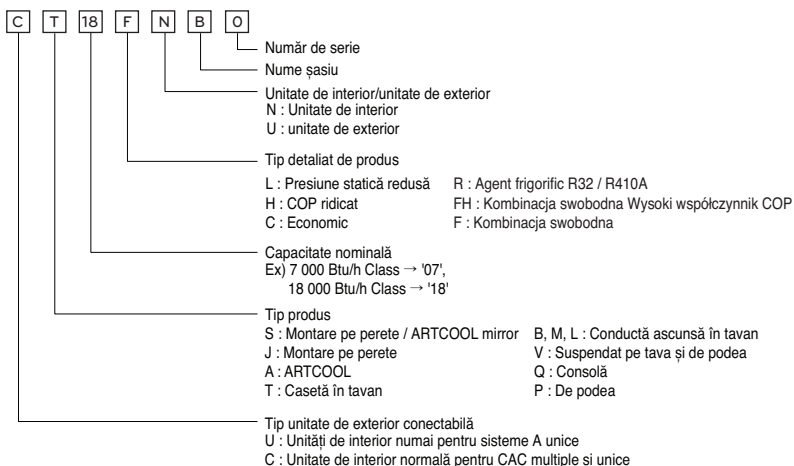 C T 18 F N B 0
Număr de serie
Nume șasiu
Unitate de interior/unitate de exterior
N : Unitate de interior
U : unitate de exterior
Tip detaliat de produs
L : Presiune statică redusă R : Agent frigorific R32 / R410A
H : COP ridicat FH : Kombinacja swobodna Wysoki współczynnik COP
C : Economic F : Kombinacja swobodna
Capacitate nominală
Ex) 7 000 Btu/h Class → '07',
18 000 Btu/h Class → '18'
Tip produs
S : Montare pe perete / ARTCOOL mirror B, M, L : Conductă ascunsă în tavan
J : Montare pe perete V : Suspendat pe tava și de podea
A : ARTCOOL Q : Consolă
T : Casetă în tavan P : De podea
Tip unitate de exterior conectabilă
U : Unități de interior numai pentru sisteme A unice
C : Unitate de interior normală pentru CAC multiple și unice